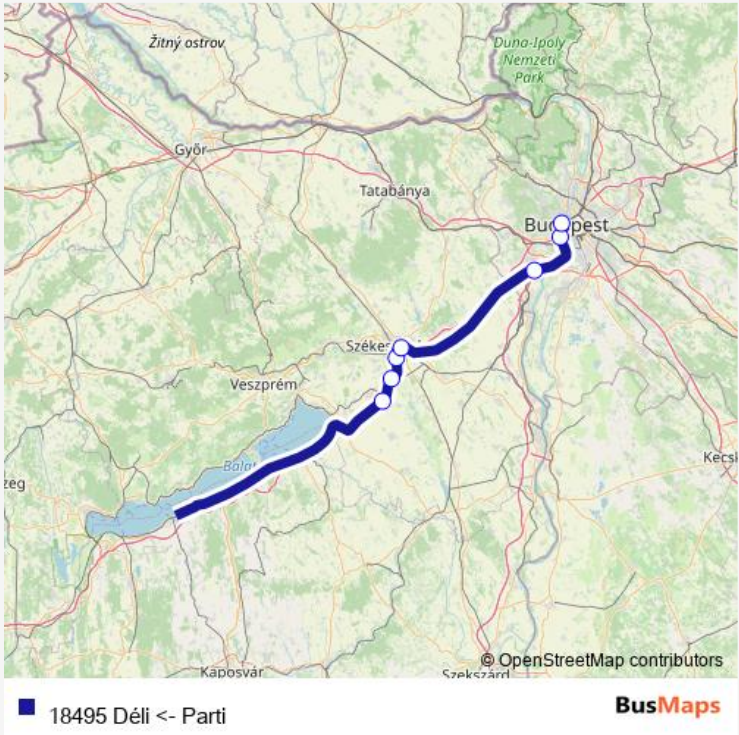 Žitný ostrov
Duna-Ipoly
Nemzeti
Park
Győr
Tatabánya
Budapest
Székes
Veszprém
Bala
Kecsk
zeg
© OpenStreetMap contributors
Kaposvár
Szekszárd
18495 Déli <- Parti
BusMaps